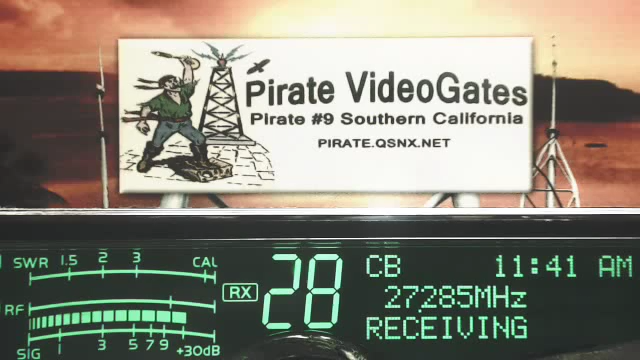 Pirate VideoGates
Pirate #9 Southern California
PIRATE.QSNX.NET
SWR 1.5 2 3 CAL
RF
SIG 1 3 5 7 9 +30dB
RX
28
CB 11:41 AM
27285MHz
RECEIVING